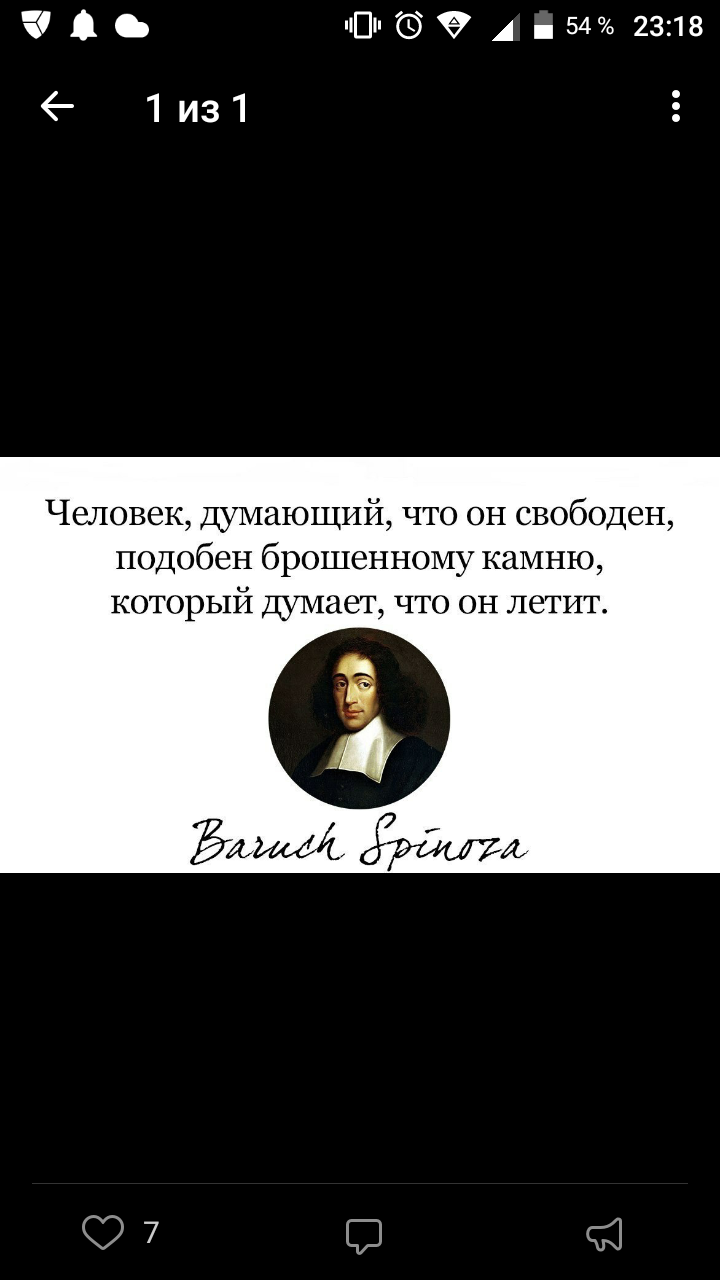 54 % 23:18
1 из 1
Человек, думающий, что он свободен,
подобен брошенному камню,
который думает, что он летит.
Baruch Spinoza
7